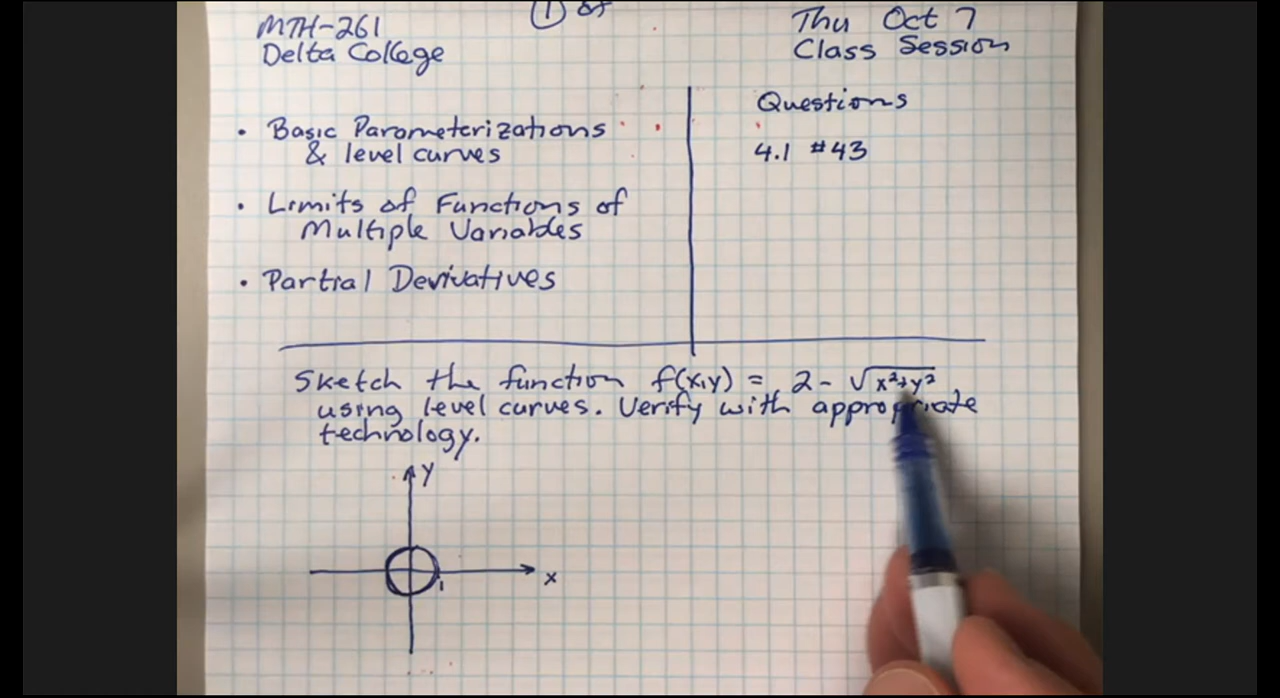 MTH-261
Delta College
① of
Thu Oct 7
Class Session
• Basic Parameterizations
& level curves
• Limits of Functions of
Multiple Variables
• Partial Derivatives
Questions
4.1 #43
Sketch the function f(x,y) = 2 - √x²+y²
using level curves. Verify with appropriate
technology.
y
x
1